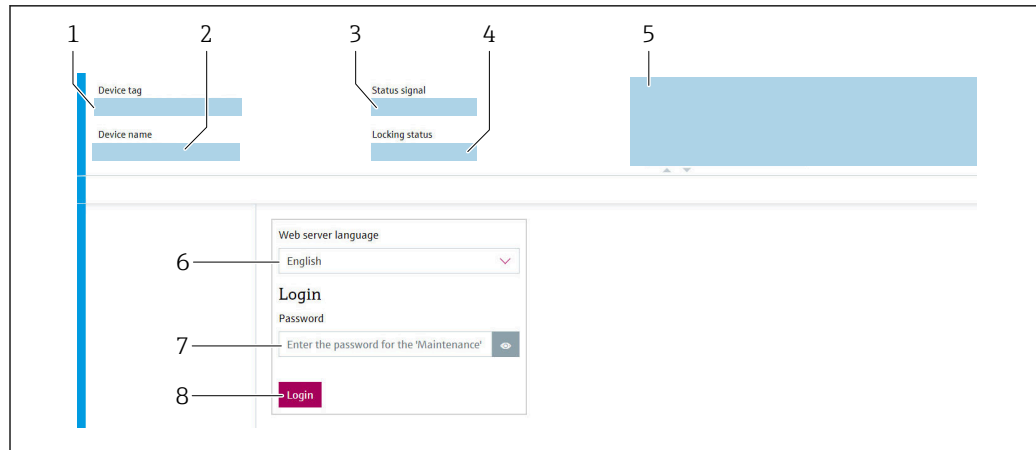 1 2 3 4 5
Device tag Status signal
Device name Locking status
Web server language
6 English
Login
Password
7 Enter the password for the 'Maintenance'
8 Login